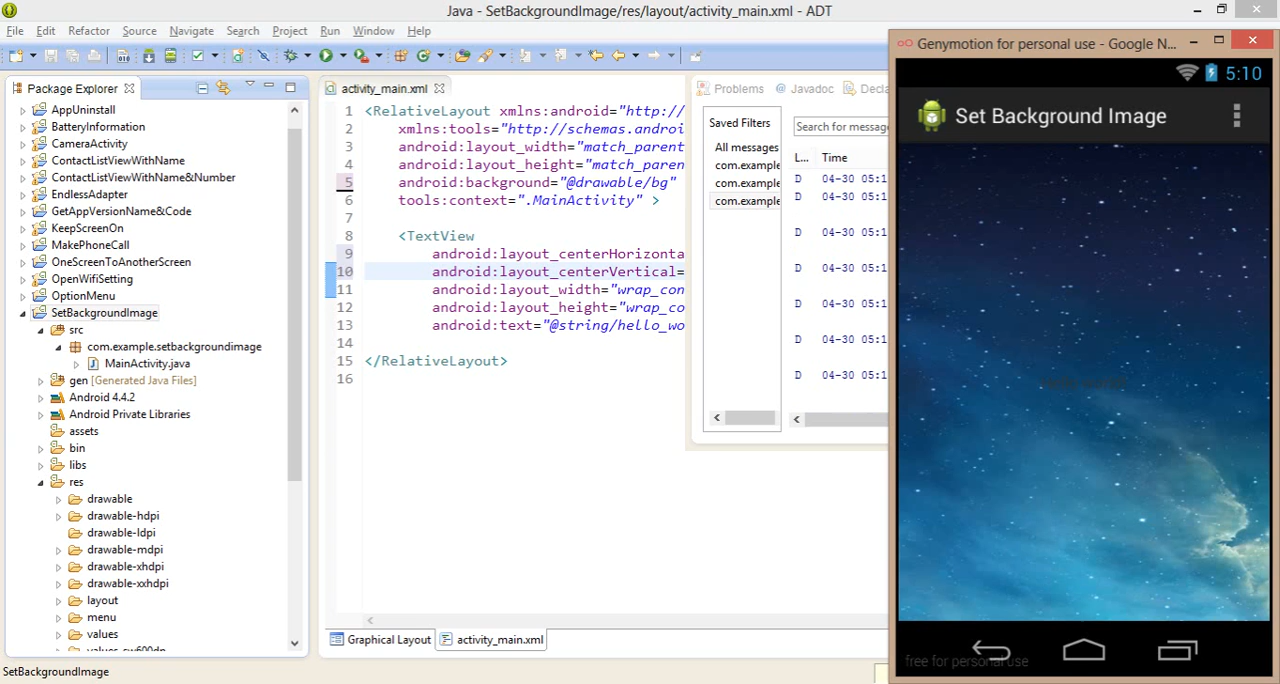 Java - SetBackgroundImage/res/layout/activity_main.xml - ADT
File Edit Refactor Source Navigate Search Project Run Window Help
Package Explorer
AppUninstall
BatteryInformation
CameraActivity
ContactListViewWithName
ContactListViewWithName&Number
EndlessAdapter
GetAppVersionName&Code
KeepScreenOn
MakePhoneCall
OneScreenToAnotherScreen
OpenWifiSetting
OptionMenu
SetBackgroundImage
src
com.example.setbackgroundimage
MainActivity.java
gen [Generated Java Files]
Android 4.4.2
Android Private Libraries
assets
bin
libs
res
drawable
drawable-hdpi
drawable-ldpi
drawable-mdpi
drawable-xhdpi
drawable-xxhdpi
layout
menu
values
values-sw600dp
SetBackgroundImage
activity_main.xml
1 <RelativeLayout xmlns:android="http://
2 xmlns:tools="http://schemas.androi
3 android:layout_width="match_parent
4 android:layout_height="match_paren
5 android:background="@drawable/bg"
6 tools:context=".MainActivity" >
7
8 <TextView
9 android:layout_centerHorizonta
10 android:layout_centerVertical=
11 android:layout_width="wrap_con
12 android:layout_height="wrap_co
13 android:text="@string/hello_wo
14
15 </RelativeLayout>
16
Graphical Layout activity_main.xml
Problems @ Javadoc Decla
Saved Filters
All messages
com.example
com.example
com.example
Search for message
L... Time
D 04-30 05:1
D 04-30 05:1
D 04-30 05:1
D 04-30 05:1
D 04-30 05:1
D 04-30 05:1
D 04-30 05:1
Genymotion for personal use - Google N...
5:10
Set Background Image
free for personal use